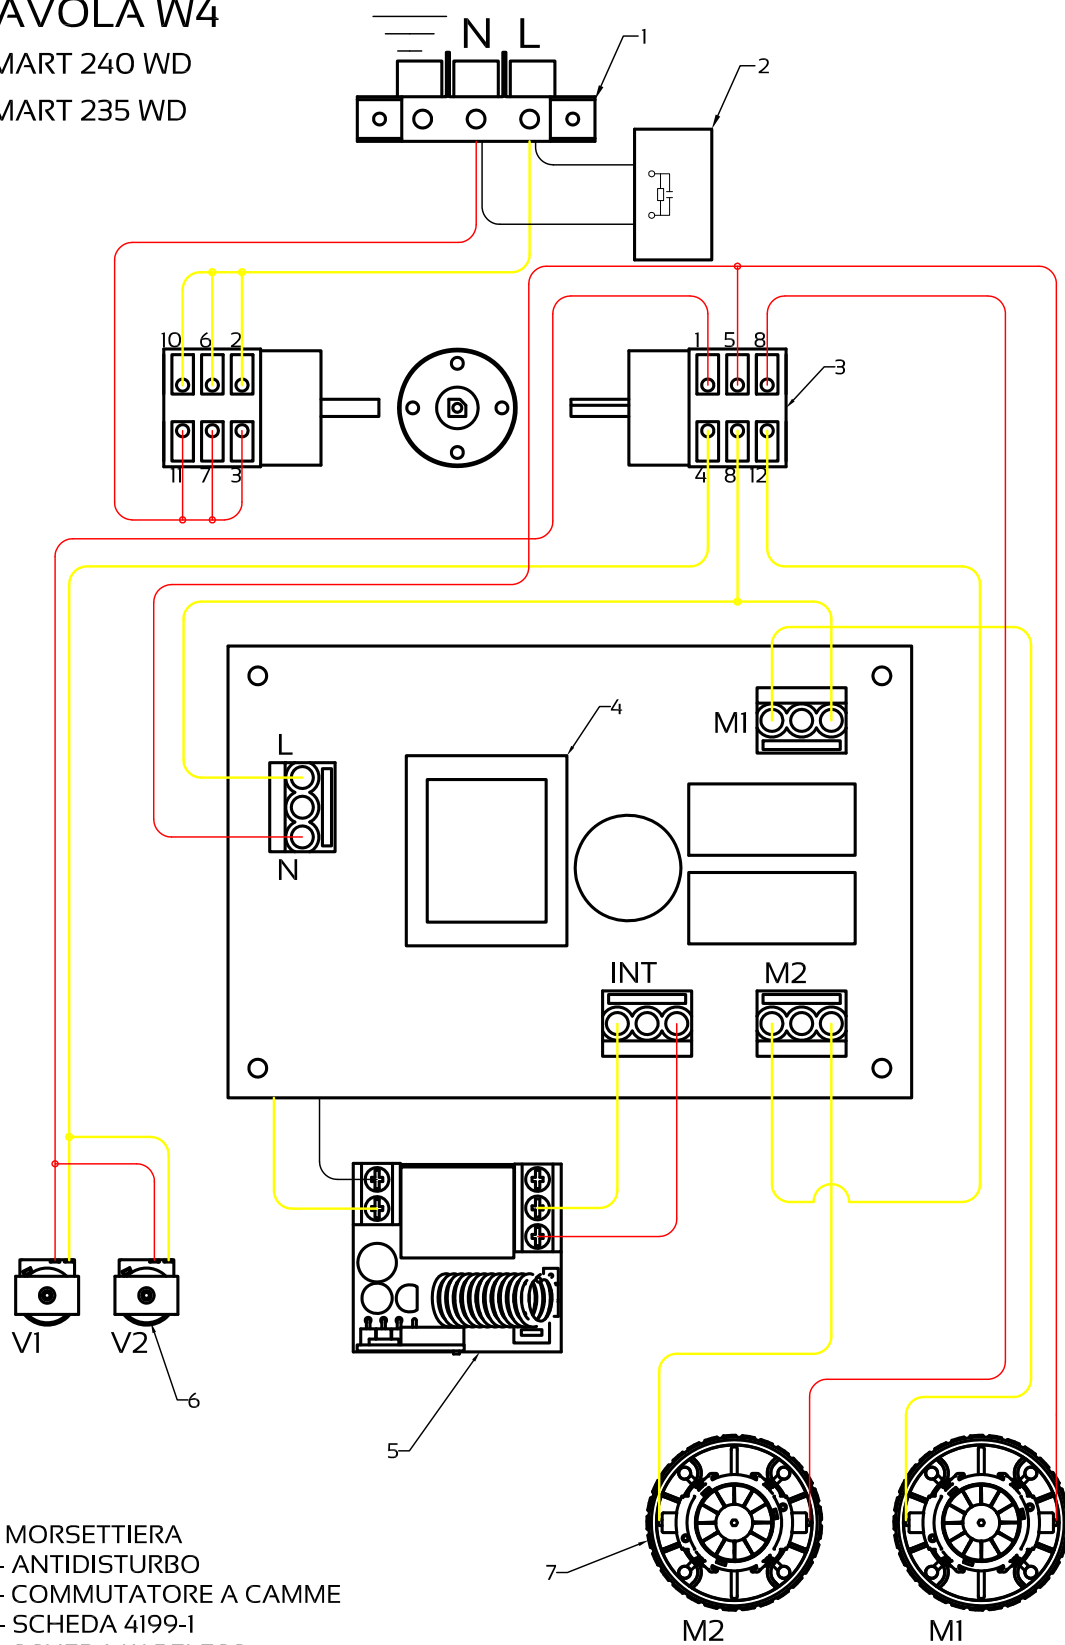 AVOLA W4
MART 240 WD
MART 235 WD
N L
1
2
10 6 2
1 5 8
3
11 7 3
4 8 12
4
M1
L
N
INT M2
V1 V2
6
5
7
M2 M1
MORSETTIERA
- ANTIDISTURBO
- COMMUTATORE A CAMME
- SCHEDA 4199-1